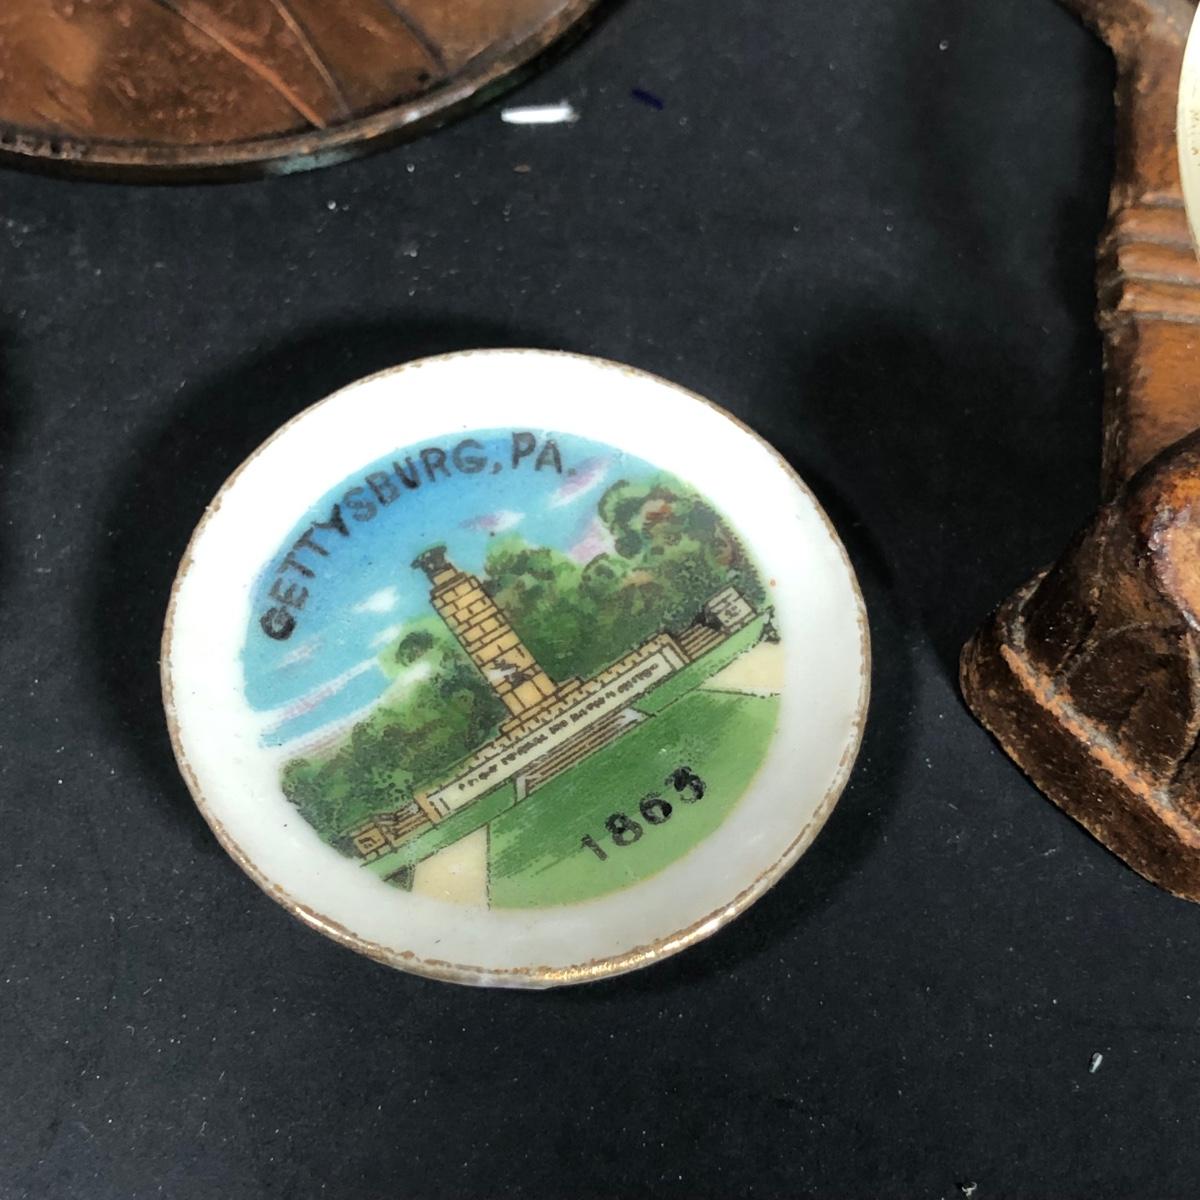 GETTYSBURG, PA.
1863